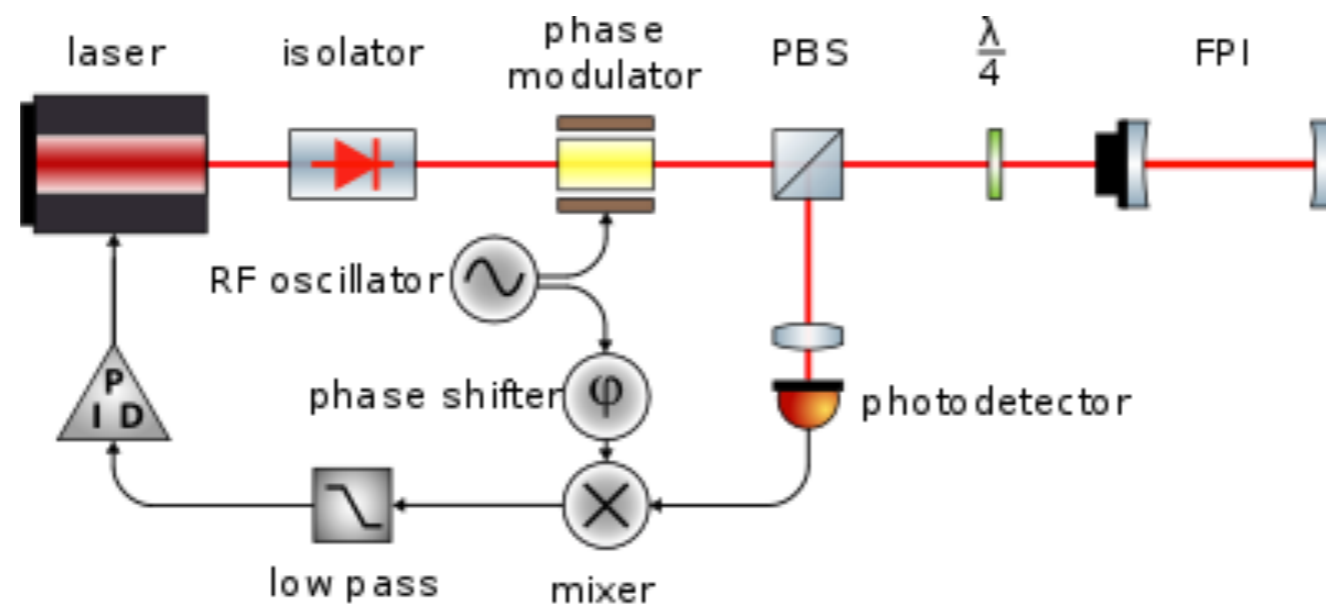 laser
isolator
phase
modulator
PBS
λ
4
FPI
RF oscillator
P
I D
phase shifter
φ
photodetector
low pass
mixer